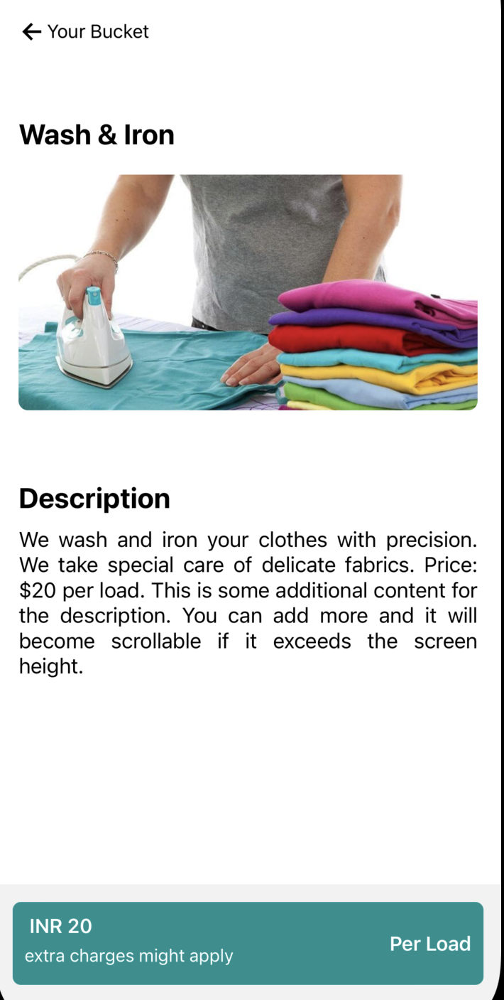 Your Bucket
Wash & Iron
Description
We wash and iron your clothes with precision.
We take special care of delicate fabrics. Price:
$20 per load. This is some additional content for
the description. You can add more and it will
become scrollable if it exceeds the screen
height.
INR 20
extra charges might apply
Per Load